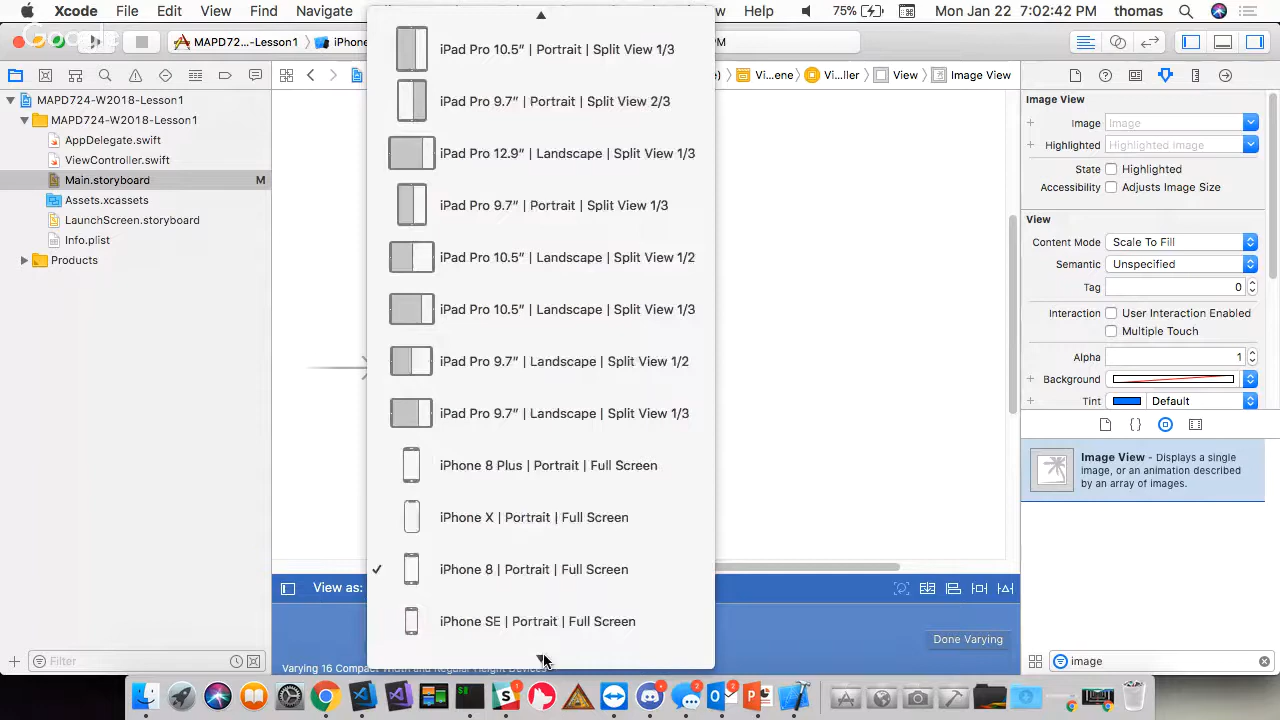 Xcode File Edit View Find Navigate Help 75% Mon Jan 22 7:02:42 PM thomas
MAPD72...-Lesson1 iPhon M
Vi...ene Vi...ller View Image View
MAPD724-W2018-Lesson1
MAPD724-W2018-Lesson1
AppDelegate.swift
ViewController.swift
Main.storyboard M
Assets.xcassets
LaunchScreen.storyboard
Info.plist
Products
iPad Pro 10.5″ | Portrait | Split View 1/3
iPad Pro 9.7″ | Portrait | Split View 2/3
iPad Pro 12.9″ | Landscape | Split View 1/3
iPad Pro 9.7″ | Portrait | Split View 1/3
iPad Pro 10.5″ | Landscape | Split View 1/2
iPad Pro 10.5″ | Landscape | Split View 1/3
iPad Pro 9.7″ | Landscape | Split View 1/2
iPad Pro 9.7″ | Landscape | Split View 1/3
iPhone 8 Plus | Portrait | Full Screen
iPhone X | Portrait | Full Screen
✓ iPhone 8 | Portrait | Full Screen
iPhone SE | Portrait | Full Screen
View as:
Done Varying
Varying 16 Compact Width and Regular Height Devices
Filter
Image View
Image Image
Highlighted Highlighted Image
State Highlighted
Accessibility Adjusts Image Size
View
Content Mode Scale To Fill
Semantic Unspecified
Tag 0
Interaction User Interaction Enabled
Multiple Touch
Alpha 1
Background
Tint Default
Image View - Displays a single
image, or an animation described
by an array of images.
image